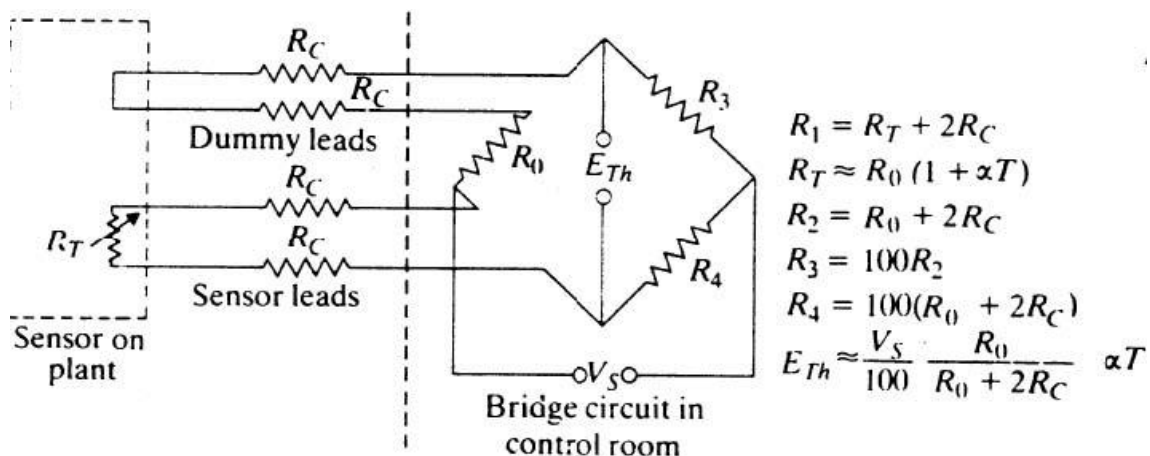 R_C
R_C
Dummy leads
R_0
R_C
R_T
R_C
Sensor leads
Sensor on
plant
R_3
E_Th
R_4
V_S
Bridge circuit in
control room
R_1 = R_T + 2R_C
R_T ≈ R_0 (1 + αT)
R_2 = R_0 + 2R_C
R_3 = 100R_2
R_4 = 100(R_0 + 2R_C)
E_Th ≈ V_S/100 R_0/(R_0 + 2R_C) αT